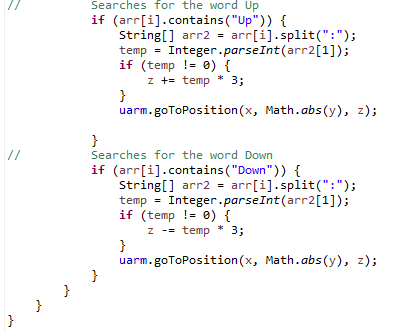 //         Searches for the word Up
           if (arr[i].contains("Up")) {
               String[] arr2 = arr[i].split(":");
               temp = Integer.parseInt(arr2[1]);
               if (temp != 0) {
                   z += temp * 3;
               }
               uarm.goToPosition(x, Math.abs(y), z);
           }
//         Searches for the word Down
           if (arr[i].contains("Down")) {
               String[] arr2 = arr[i].split(":");
               temp = Integer.parseInt(arr2[1]);
               if (temp != 0) {
                   z -= temp * 3;
               }
               uarm.goToPosition(x, Math.abs(y), z);
           }
        }
    }
}